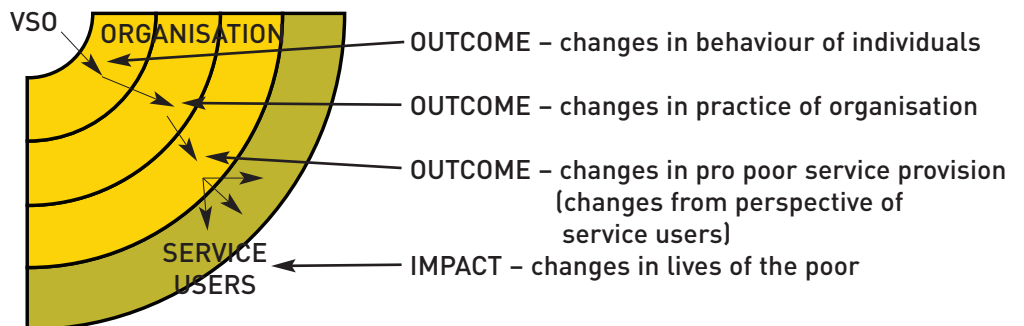 VSO
ORGANISATION
OUTCOME – changes in behaviour of individuals
OUTCOME – changes in practice of organisation
OUTCOME – changes in pro poor service provision
(changes from perspective of
service users)
SERVICE
USERS
IMPACT – changes in lives of the poor